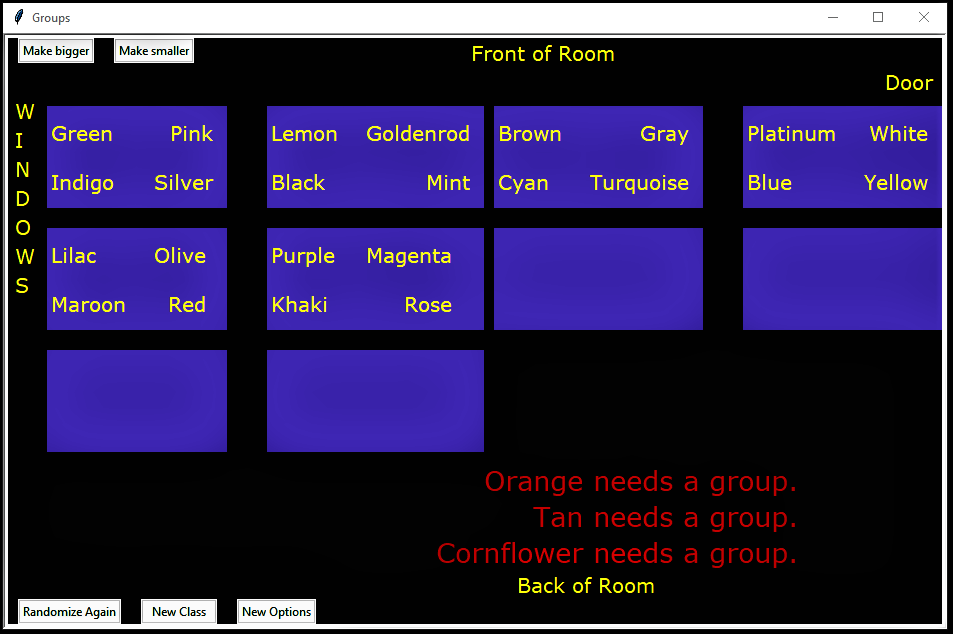 Groups
Make bigger Make smaller
Front of Room
Door
WINDOWS
Green Pink Lemon Goldenrod Brown Gray Platinum White
Indigo Silver Black Mint Cyan Turquoise Blue Yellow
Lilac Olive Purple Magenta
Maroon Red Khaki Rose
Orange needs a group.
Tan needs a group.
Cornflower needs a group.
Back of Room
Randomize Again New Class New Options